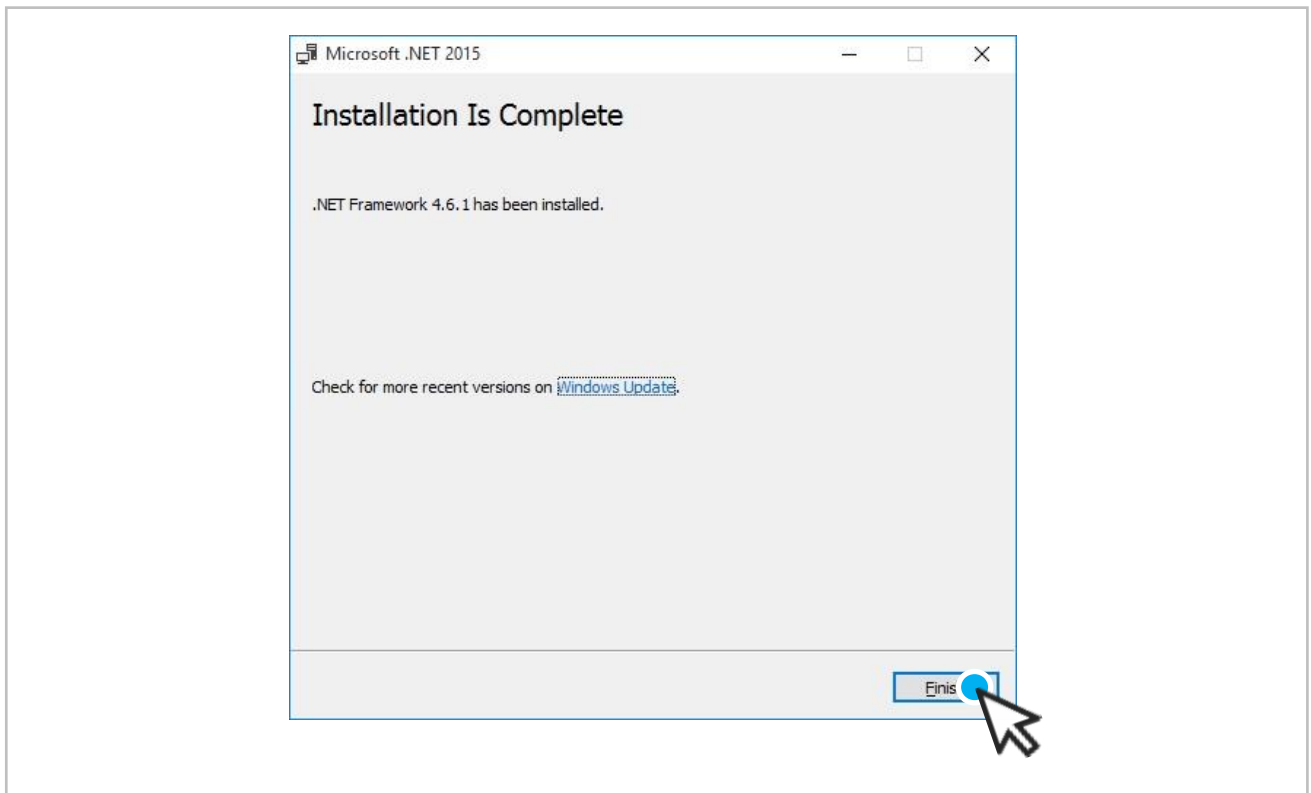 Microsoft .NET 2015
Installation Is Complete
.NET Framework 4.6.1 has been installed.
Check for more recent versions on Windows Update.
Finis